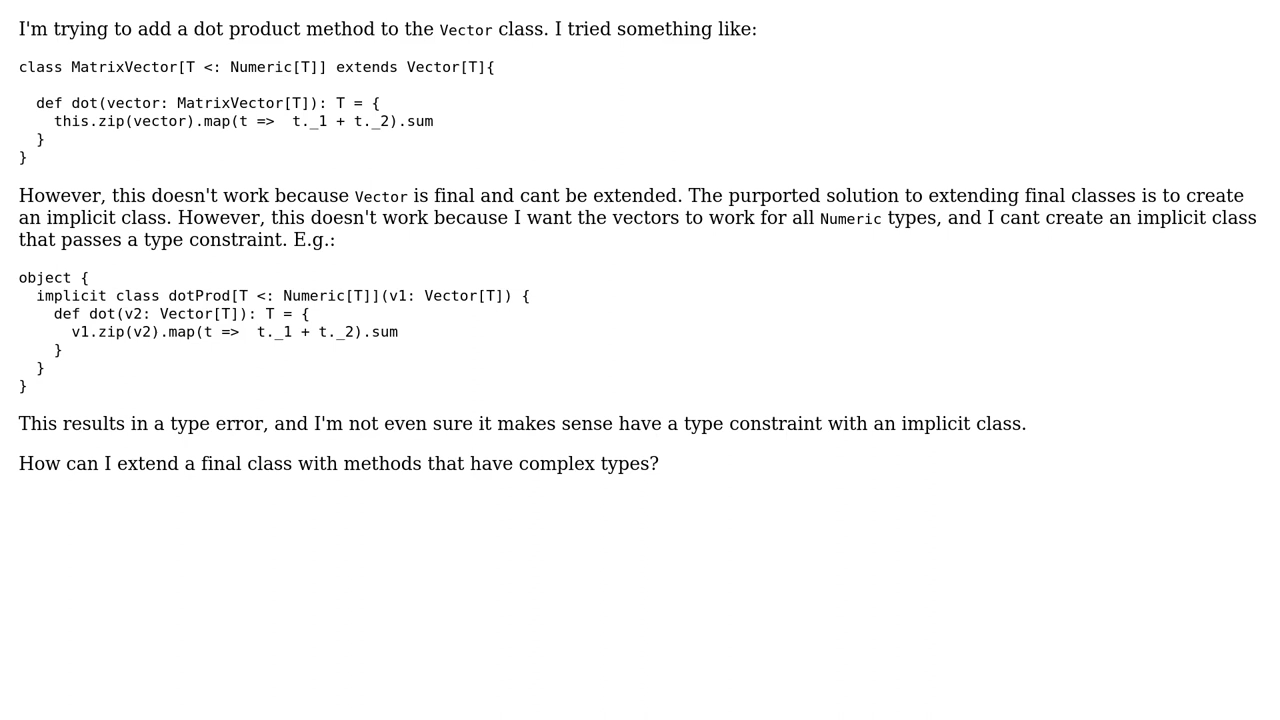 I'm trying to add a dot product method to the Vector class. I tried something like:
class MatrixVector[T <: Numeric[T]] extends Vector[T]{
  def dot(vector: MatrixVector[T]): T = {
    this.zip(vector).map(t =>  t._1 + t._2).sum
  }
}
However, this doesn't work because Vector is final and cant be extended. The purported solution to extending final classes is to create
an implicit class. However, this doesn't work because I want the vectors to work for all Numeric types, and I cant create an implicit class
that passes a type constraint. E.g.:
object {
  implicit class dotProd[T <: Numeric[T]](v1: Vector[T]) {
    def dot(v2: Vector[T]): T = {
      v1.zip(v2).map(t =>  t._1 + t._2).sum
    }
  }
}
This results in a type error, and I'm not even sure it makes sense have a type constraint with an implicit class.
How can I extend a final class with methods that have complex types?